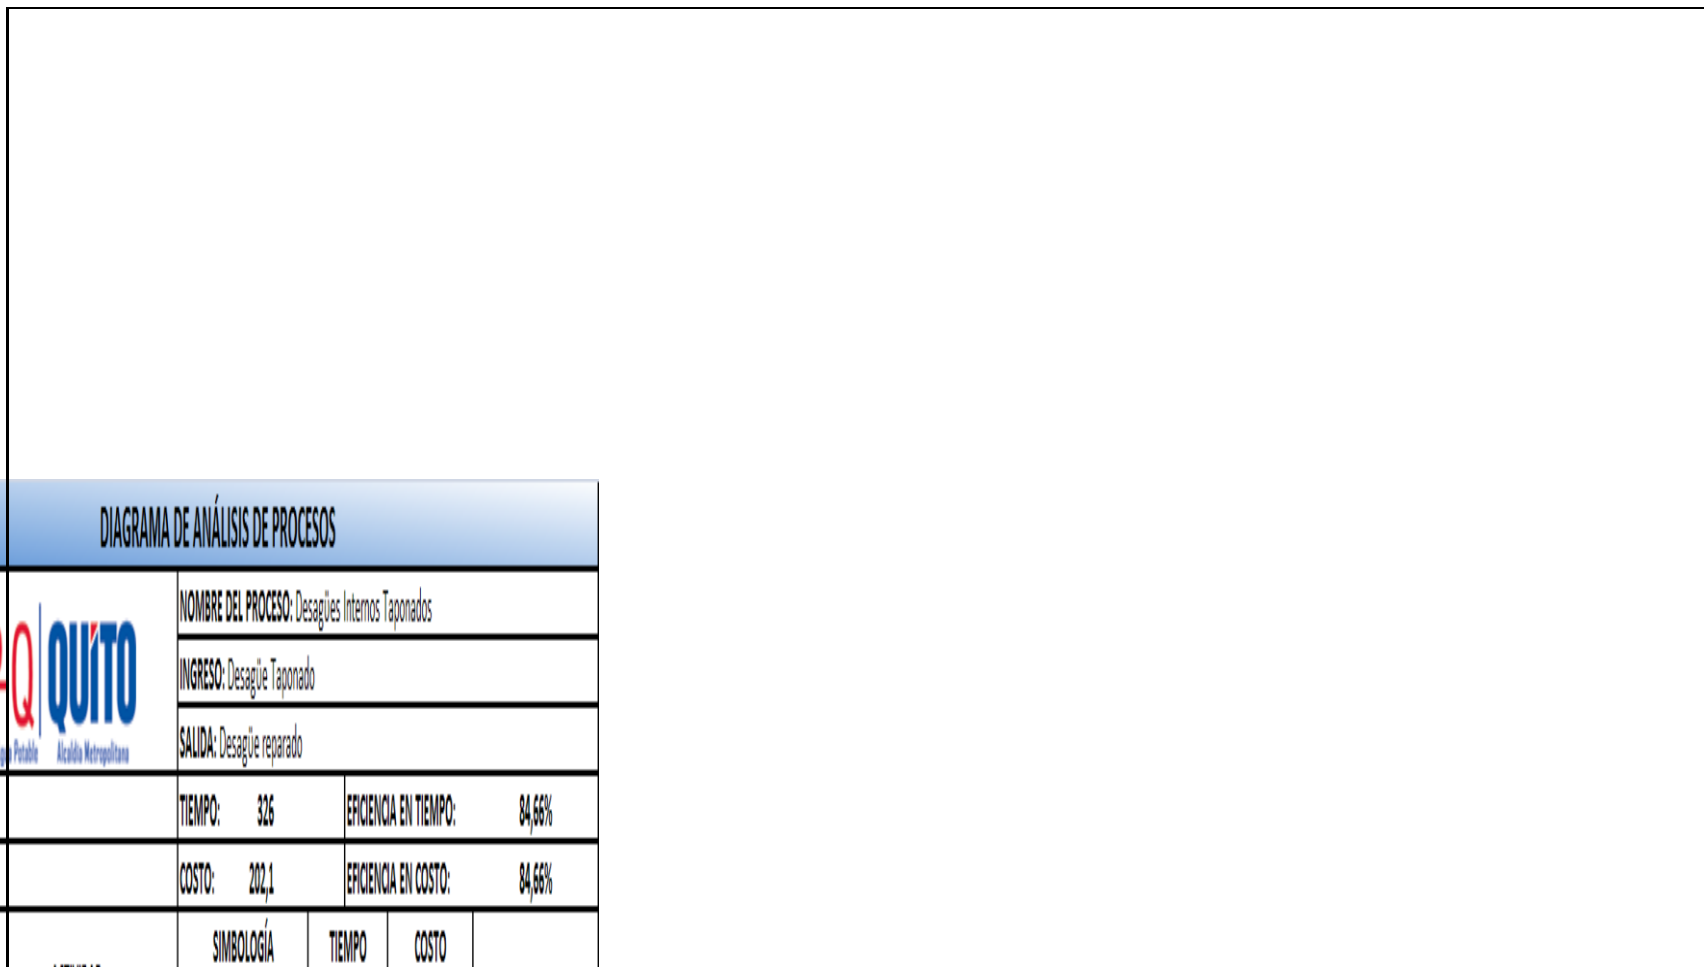 DIAGRAMA DE ANÁLISIS DE PROCESOS
NOMBRE DEL PROCESO: Desagües Internos Taponados
Q QUITO
INGRESO: Desagüe Taponado
SALIDA: Desagüe reparado
Potable Alcaldía Metropolitana
TIEMPO: 326 EFICIENCIA EN TIEMPO: 84,66%
COSTO: 202,1 EFICIENCIA EN COSTO: 84,66%
SIMBOLOGÍA TIEMPO COSTO